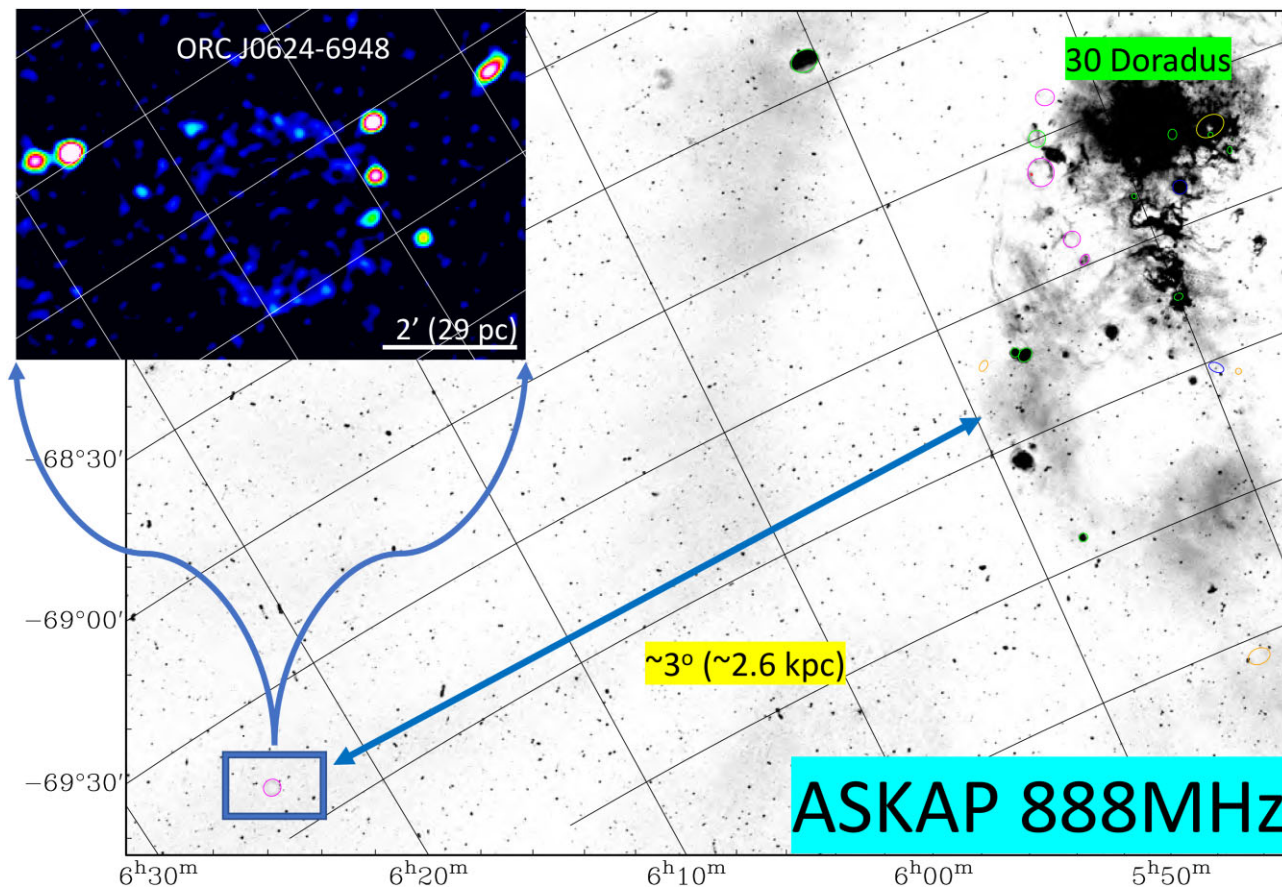 ORC J0624-6948
30 Doradus
2’ (29 pc)
−68°30′
~3º (~2.6 kpc)
−69°00′
−69°30′
ASKAP 888MHz
6ʰ30ᵐ 6ʰ20ᵐ 6ʰ10ᵐ 6ʰ00ᵐ 5ʰ50ᵐ